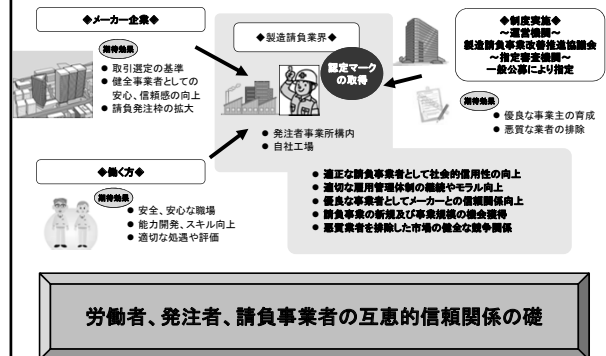 ◆メーカー企業◆
期待効果
● 取引選定の基準
● 健全事業者としての
安心、信頼感の向上
● 請負発注枠の拡大
◆製造請負業界◆
認定マーク
の取得
● 発注者事業所構内
● 自社工場
◆制度実施◆
～運営機関～
製造請負事業改善推進協議会
～指定審査機関～
一般公募により指定
期待効果
● 優良な事業主の育成
● 悪質な業者の排除
◆働く方◆
期待効果
● 安全、安心な職場
● 能力開発、スキル向上
● 適切な処遇や評価
● 適正な請負事業者として社会的信用性の向上
● 適切な雇用管理体制の継続やモラル向上
● 優良な事業者としてメーカーとの信頼関係向上
● 請負事業の新規及び事業規模の機会獲得
● 悪質業者を排除した市場の健全な競争関係
労働者、発注者、請負事業者の互恵的信頼関係の礎